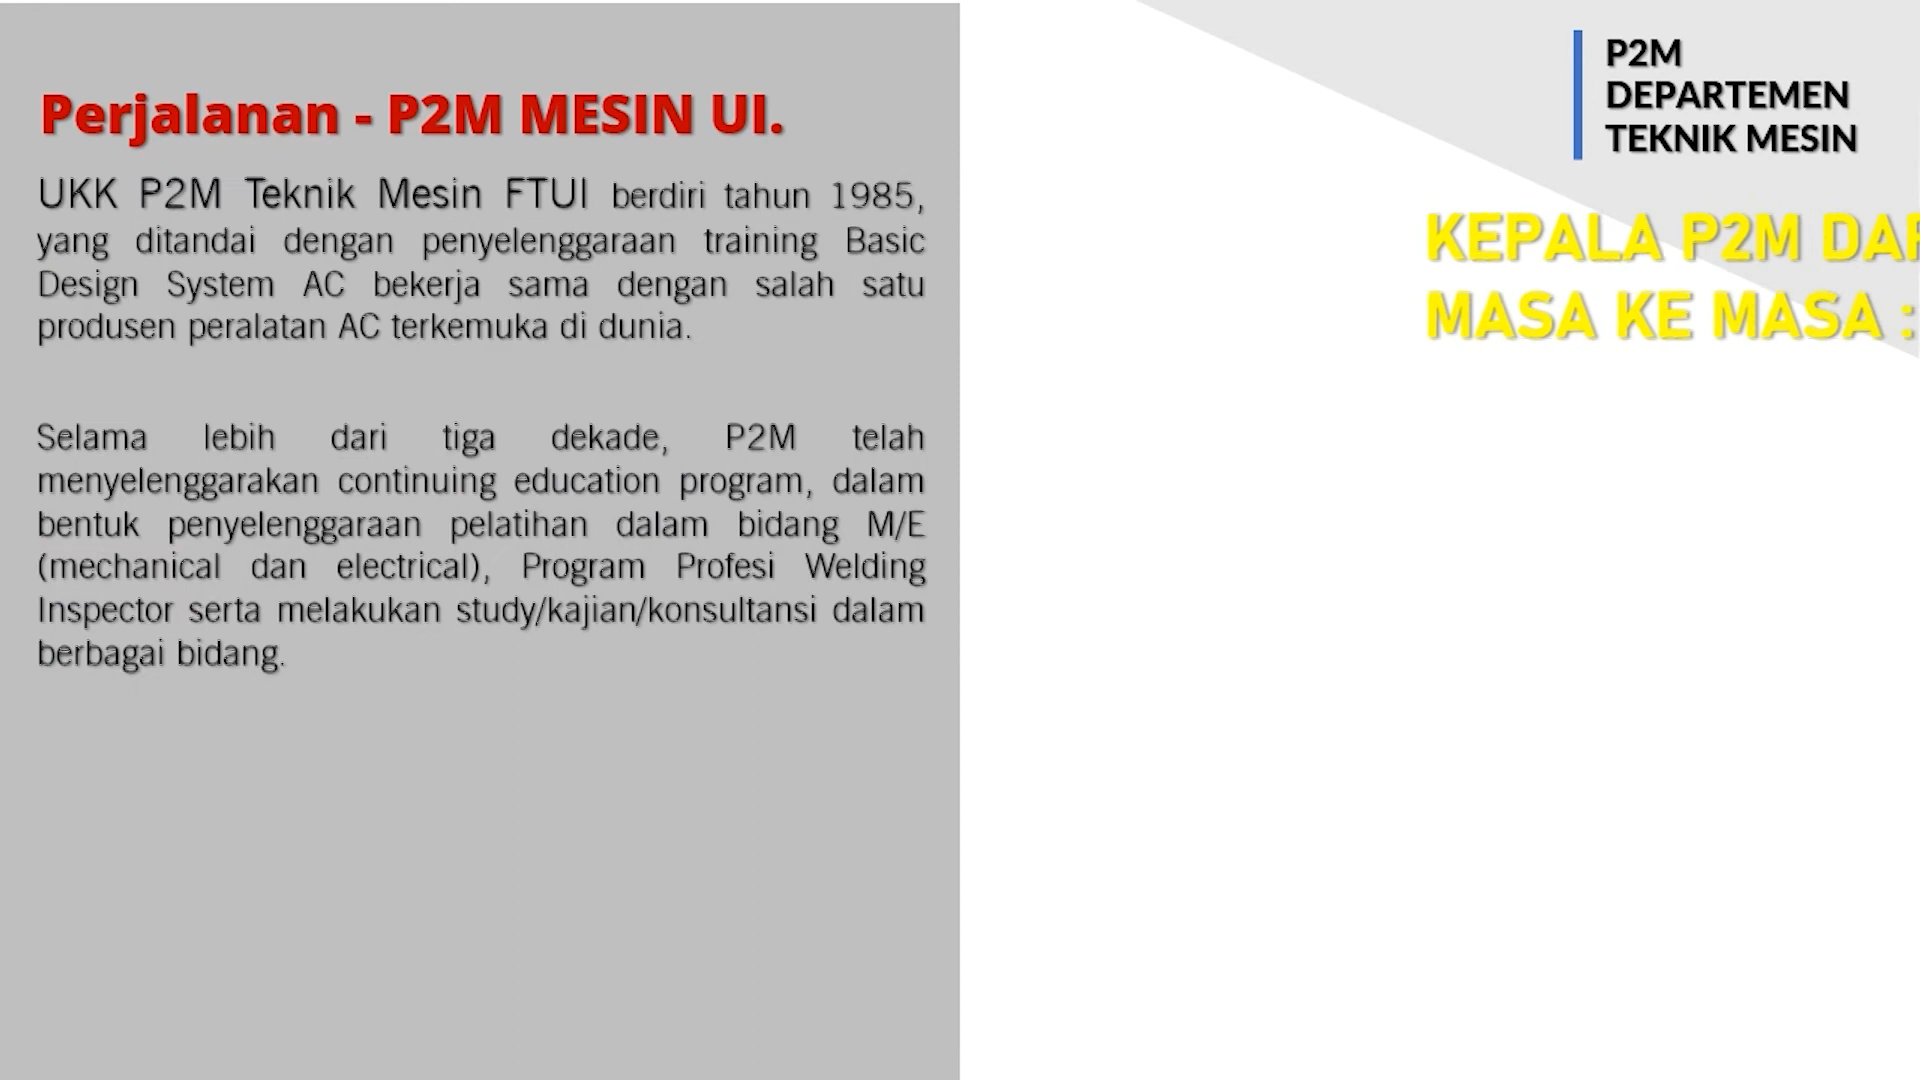 Perjalanan - P2M MESIN UI.
UKK P2M Teknik Mesin FTUI berdiri tahun 1985,
yang ditandai dengan penyelenggaraan training Basic
Design System AC bekerja sama dengan salah satu
produsen peralatan AC terkemuka di dunia.
Selama lebih dari tiga dekade, P2M telah
menyelenggarakan continuing education program, dalam
bentuk penyelenggaraan pelatihan dalam bidang M/E
(mechanical dan electrical), Program Profesi Welding
Inspector serta melakukan study/kajian/konsultansi dalam
berbagai bidang.
P2M
DEPARTEMEN
TEKNIK MESIN
KEPALA P2M
MASA KE MASA :